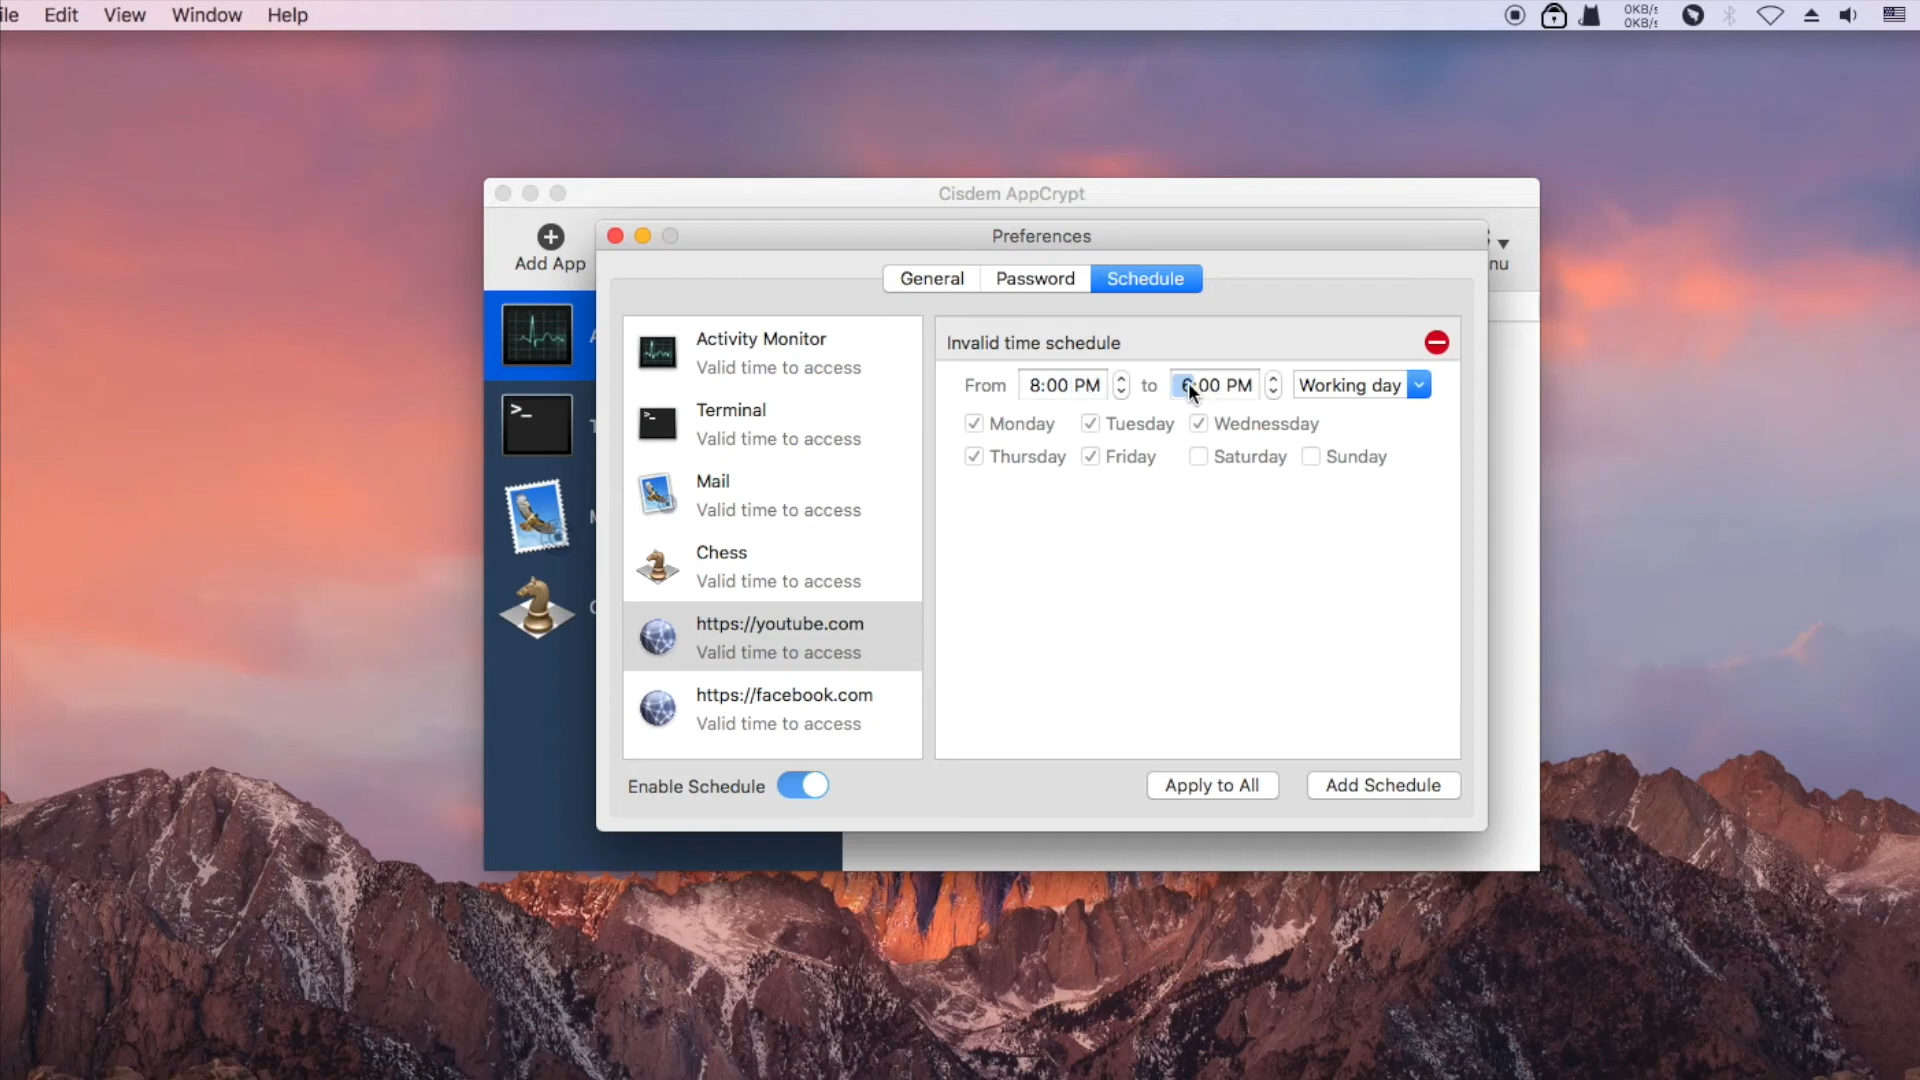 ile Edit View Window Help
0KB/s
0KB/s
Cisdem AppCrypt
Add App
Preferences
nu
General Password Schedule
Activity Monitor
Valid time to access
Terminal
Valid time to access
Mail
Valid time to access
Chess
Valid time to access
https://youtube.com
Valid time to access
https://facebook.com
Valid time to access
Invalid time schedule
From 8:00 PM to 6:00 PM Working day
Monday Tuesday Wednessday
Thursday Friday Saturday Sunday
Enable Schedule Apply to All Add Schedule